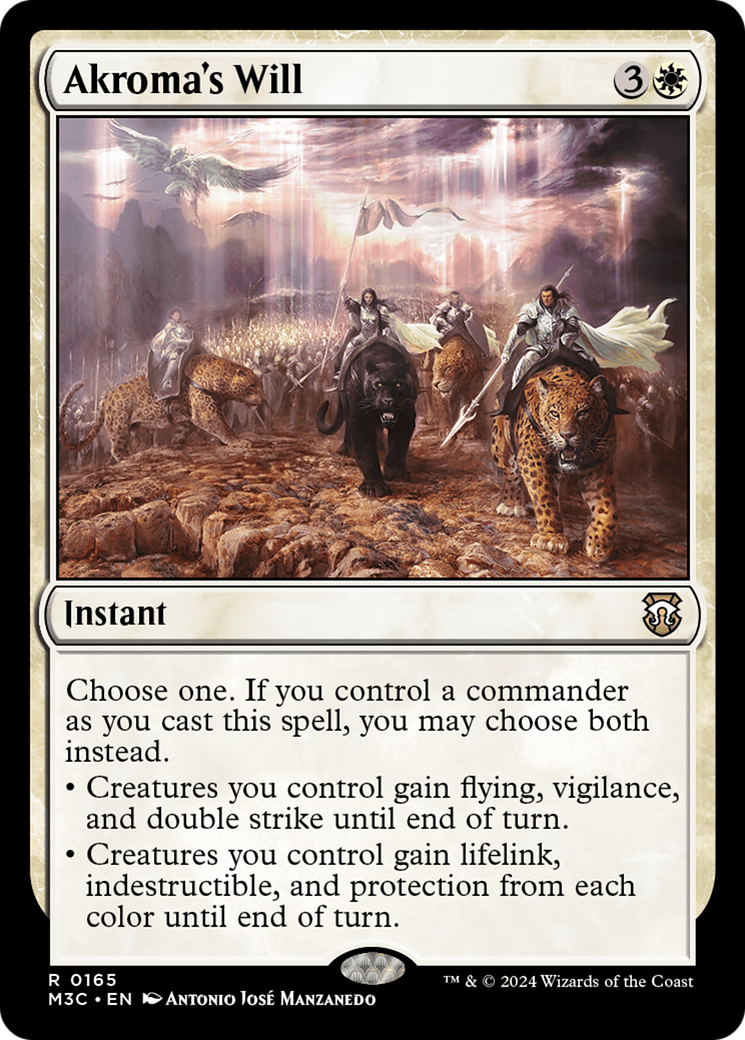 Akroma's Will 3
Instant
Choose one. If you control a commander
as you cast this spell, you may choose both
instead.
• Creatures you control gain flying, vigilance,
and double strike until end of turn.
• Creatures you control gain lifelink,
indestructible, and protection from each
color until end of turn.
R 0165
M3C • EN Antonio José Manzanedo
™ & © 2024 Wizards of the Coast